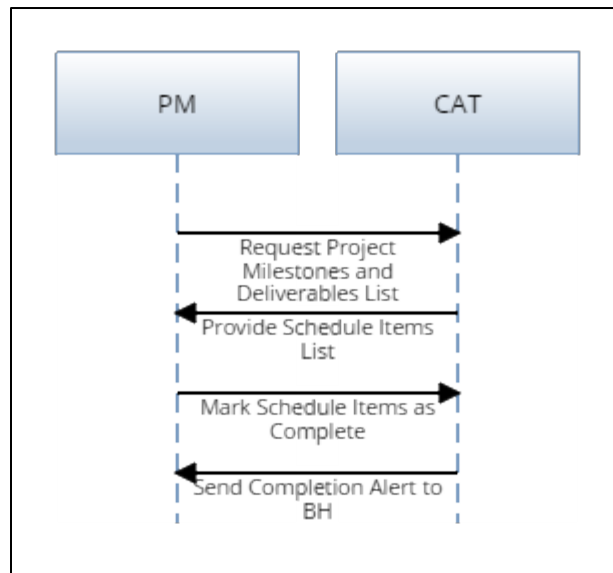 PM
CAT
Request Project
Milestones and
Deliverables List
Provide Schedule Items
List
Mark Schedule Items as
Complete
Send Completion Alert to
BH